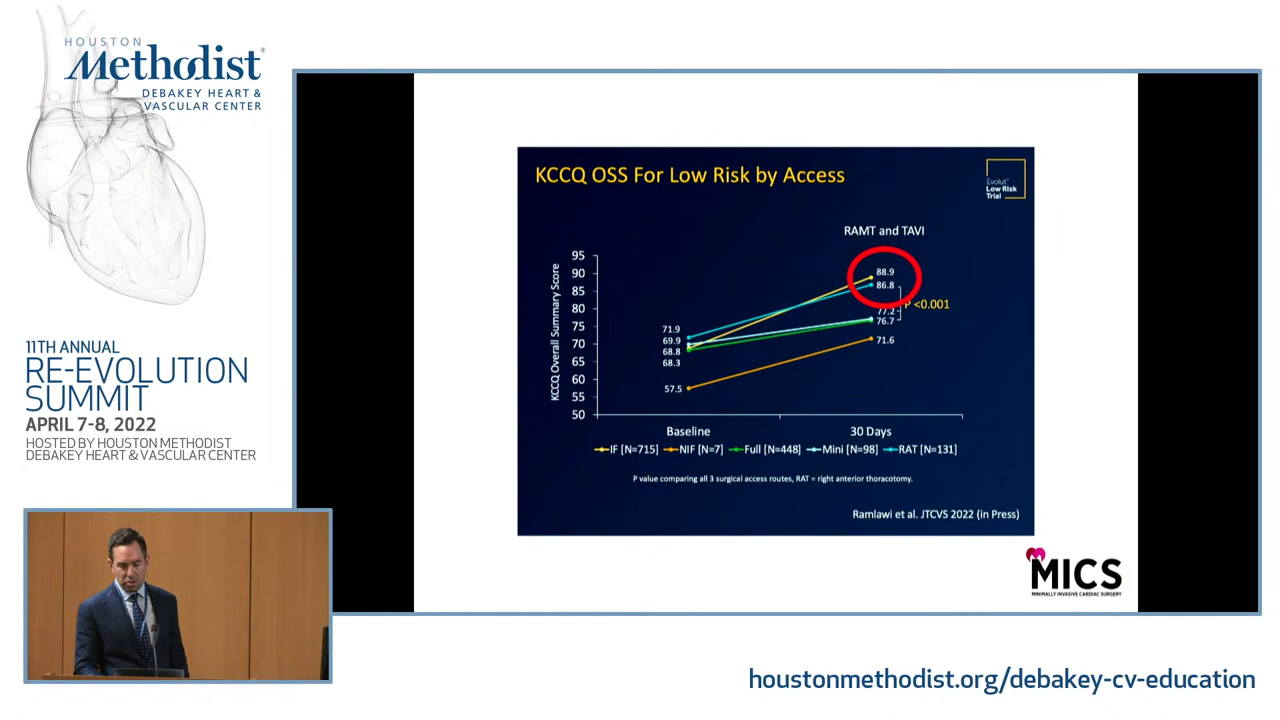 HOUSTON
Methodist
DEBAKEY HEART &
VASCULAR CENTER
11TH ANNUAL
RE-EVOLUTION
SUMMIT
APRIL 7-8, 2022
HOSTED BY HOUSTON METHODIST
DEBAKEY HEART & VASCULAR CENTER
KCCQ OSS For Low Risk by Access
Evolut™
Low Risk
Trial
RAMT and TAVI
KCCQ Overall Summary Score
95
90
85
80
75
70
65
60
55
50
71.9
69.9
68.8
68.3
57.5
88.9
86.8
77.2
76.7
71.6
P <0.001
Baseline
30 Days
IF [N=715] NIF [N=7] Full [N=448] Mini [N=98] RAT [N=131]
P value comparing all 3 surgical access routes, RAT = right anterior thoracotomy.
Ramlawi et al. JTCVS 2022 (in Press)
MICS
MINIMALLY INVASIVE CARDIAC SURGERY
houstonmethodist.org/debakey-cv-education